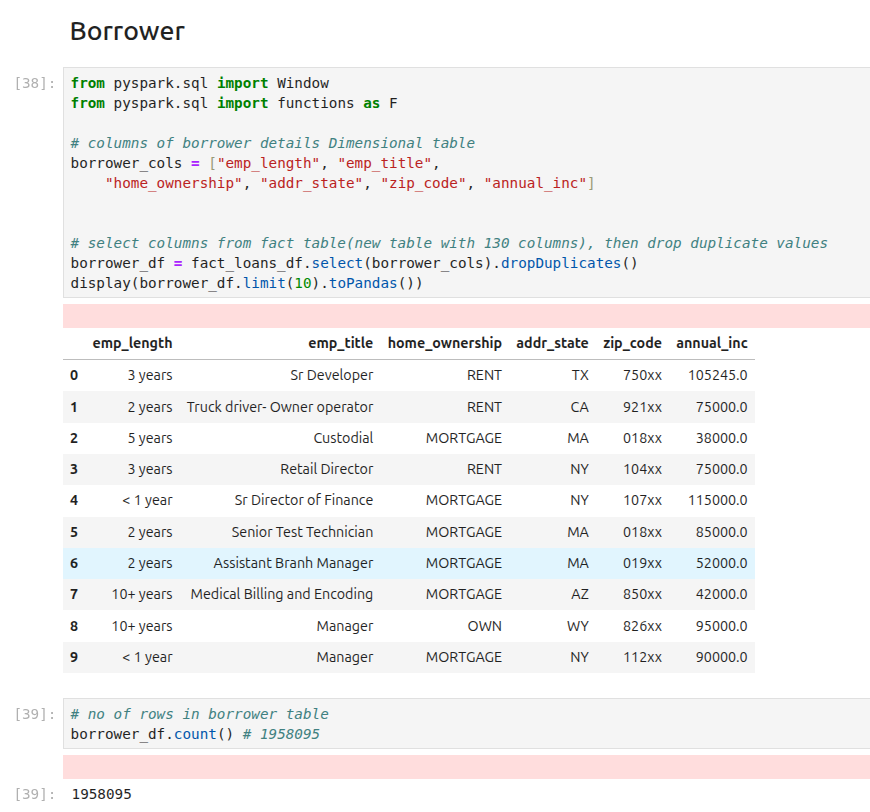 Borrower
[38]: from pyspark.sql import Window
from pyspark.sql import functions as F
# columns of borrower details Dimensional table
borrower_cols = ["emp_length", "emp_title",
    "home_ownership", "addr_state", "zip_code", "annual_inc"]
# select columns from fact table(new table with 130 columns), then drop duplicate values
borrower_df = fact_loans_df.select(borrower_cols).dropDuplicates()
display(borrower_df.limit(10).toPandas())
emp_length emp_title home_ownership addr_state zip_code annual_inc
0 3 years Sr Developer RENT TX 750xx 105245.0
1 2 years Truck driver- Owner operator RENT CA 921xx 75000.0
2 5 years Custodial MORTGAGE MA 018xx 38000.0
3 3 years Retail Director RENT NY 104xx 75000.0
4 < 1 year Sr Director of Finance MORTGAGE NY 107xx 115000.0
5 2 years Senior Test Technician MORTGAGE MA 018xx 85000.0
6 2 years Assistant Branh Manager MORTGAGE MA 019xx 52000.0
7 10+ years Medical Billing and Encoding MORTGAGE AZ 850xx 42000.0
8 10+ years Manager OWN WY 826xx 95000.0
9 < 1 year Manager MORTGAGE NY 112xx 90000.0
[39]: # no of rows in borrower table
borrower_df.count() # 1958095
[39]: 1958095